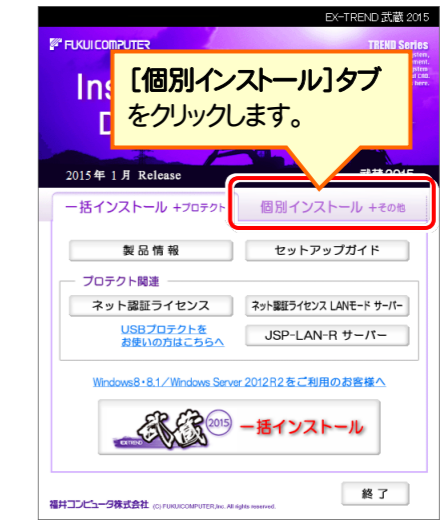 EX-TREND 武蔵 2015
FUKUI COMPUTER
TREND Series
Ins
[個別インストール]タブ
をクリックします。
D
2015年 1月 Release
武蔵 2015
一括インストール +プロテクト
個別インストール +その他
製品情報
セットアップガイド
プロテクト関連
ネット認証ライセンス
ネット認証ライセンス LANモード サーバー
USBプロテクトを
お使いの方はこちらへ
JSP-LAN-R サーバー
Windows8・8.1／Windows Server 2012 R2 をご利用のお客様へ
EXTREND
武蔵 2015 一括インストール
終了
福井コンピュータ株式会社 (C) FUKUICOMPUTER,Inc. All rights reserved.